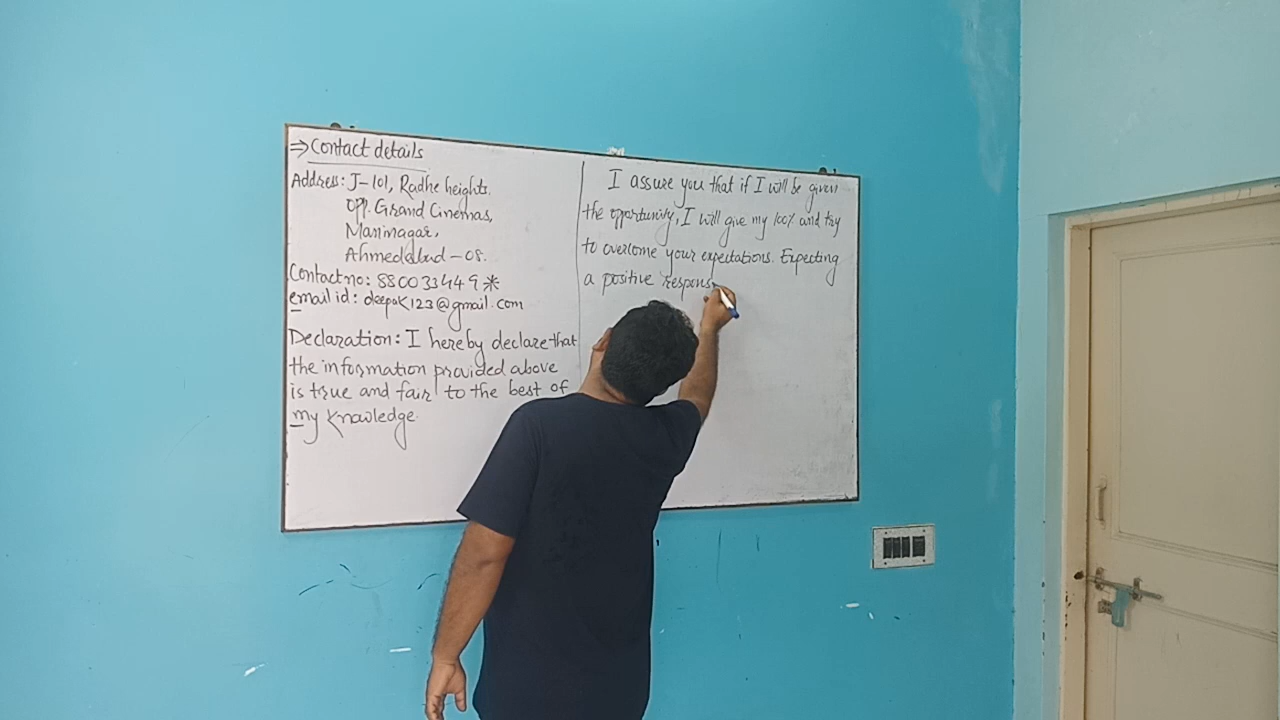 ⇒ Contact details
Address: J-101, Radhe heights,
opp. Grand Cinemas,
Maninagar,
Ahmedabad - 08.
Contact no: 880033449*
email id: deepak123@gmail.com
Declaration: I hereby declare that
the information provided above
is true and fair to the best of
my knowledge.
I assure you that if I will be given
the opportunity, I will give my 100% and try
to overcome your expectations. Expecting
a positive respons